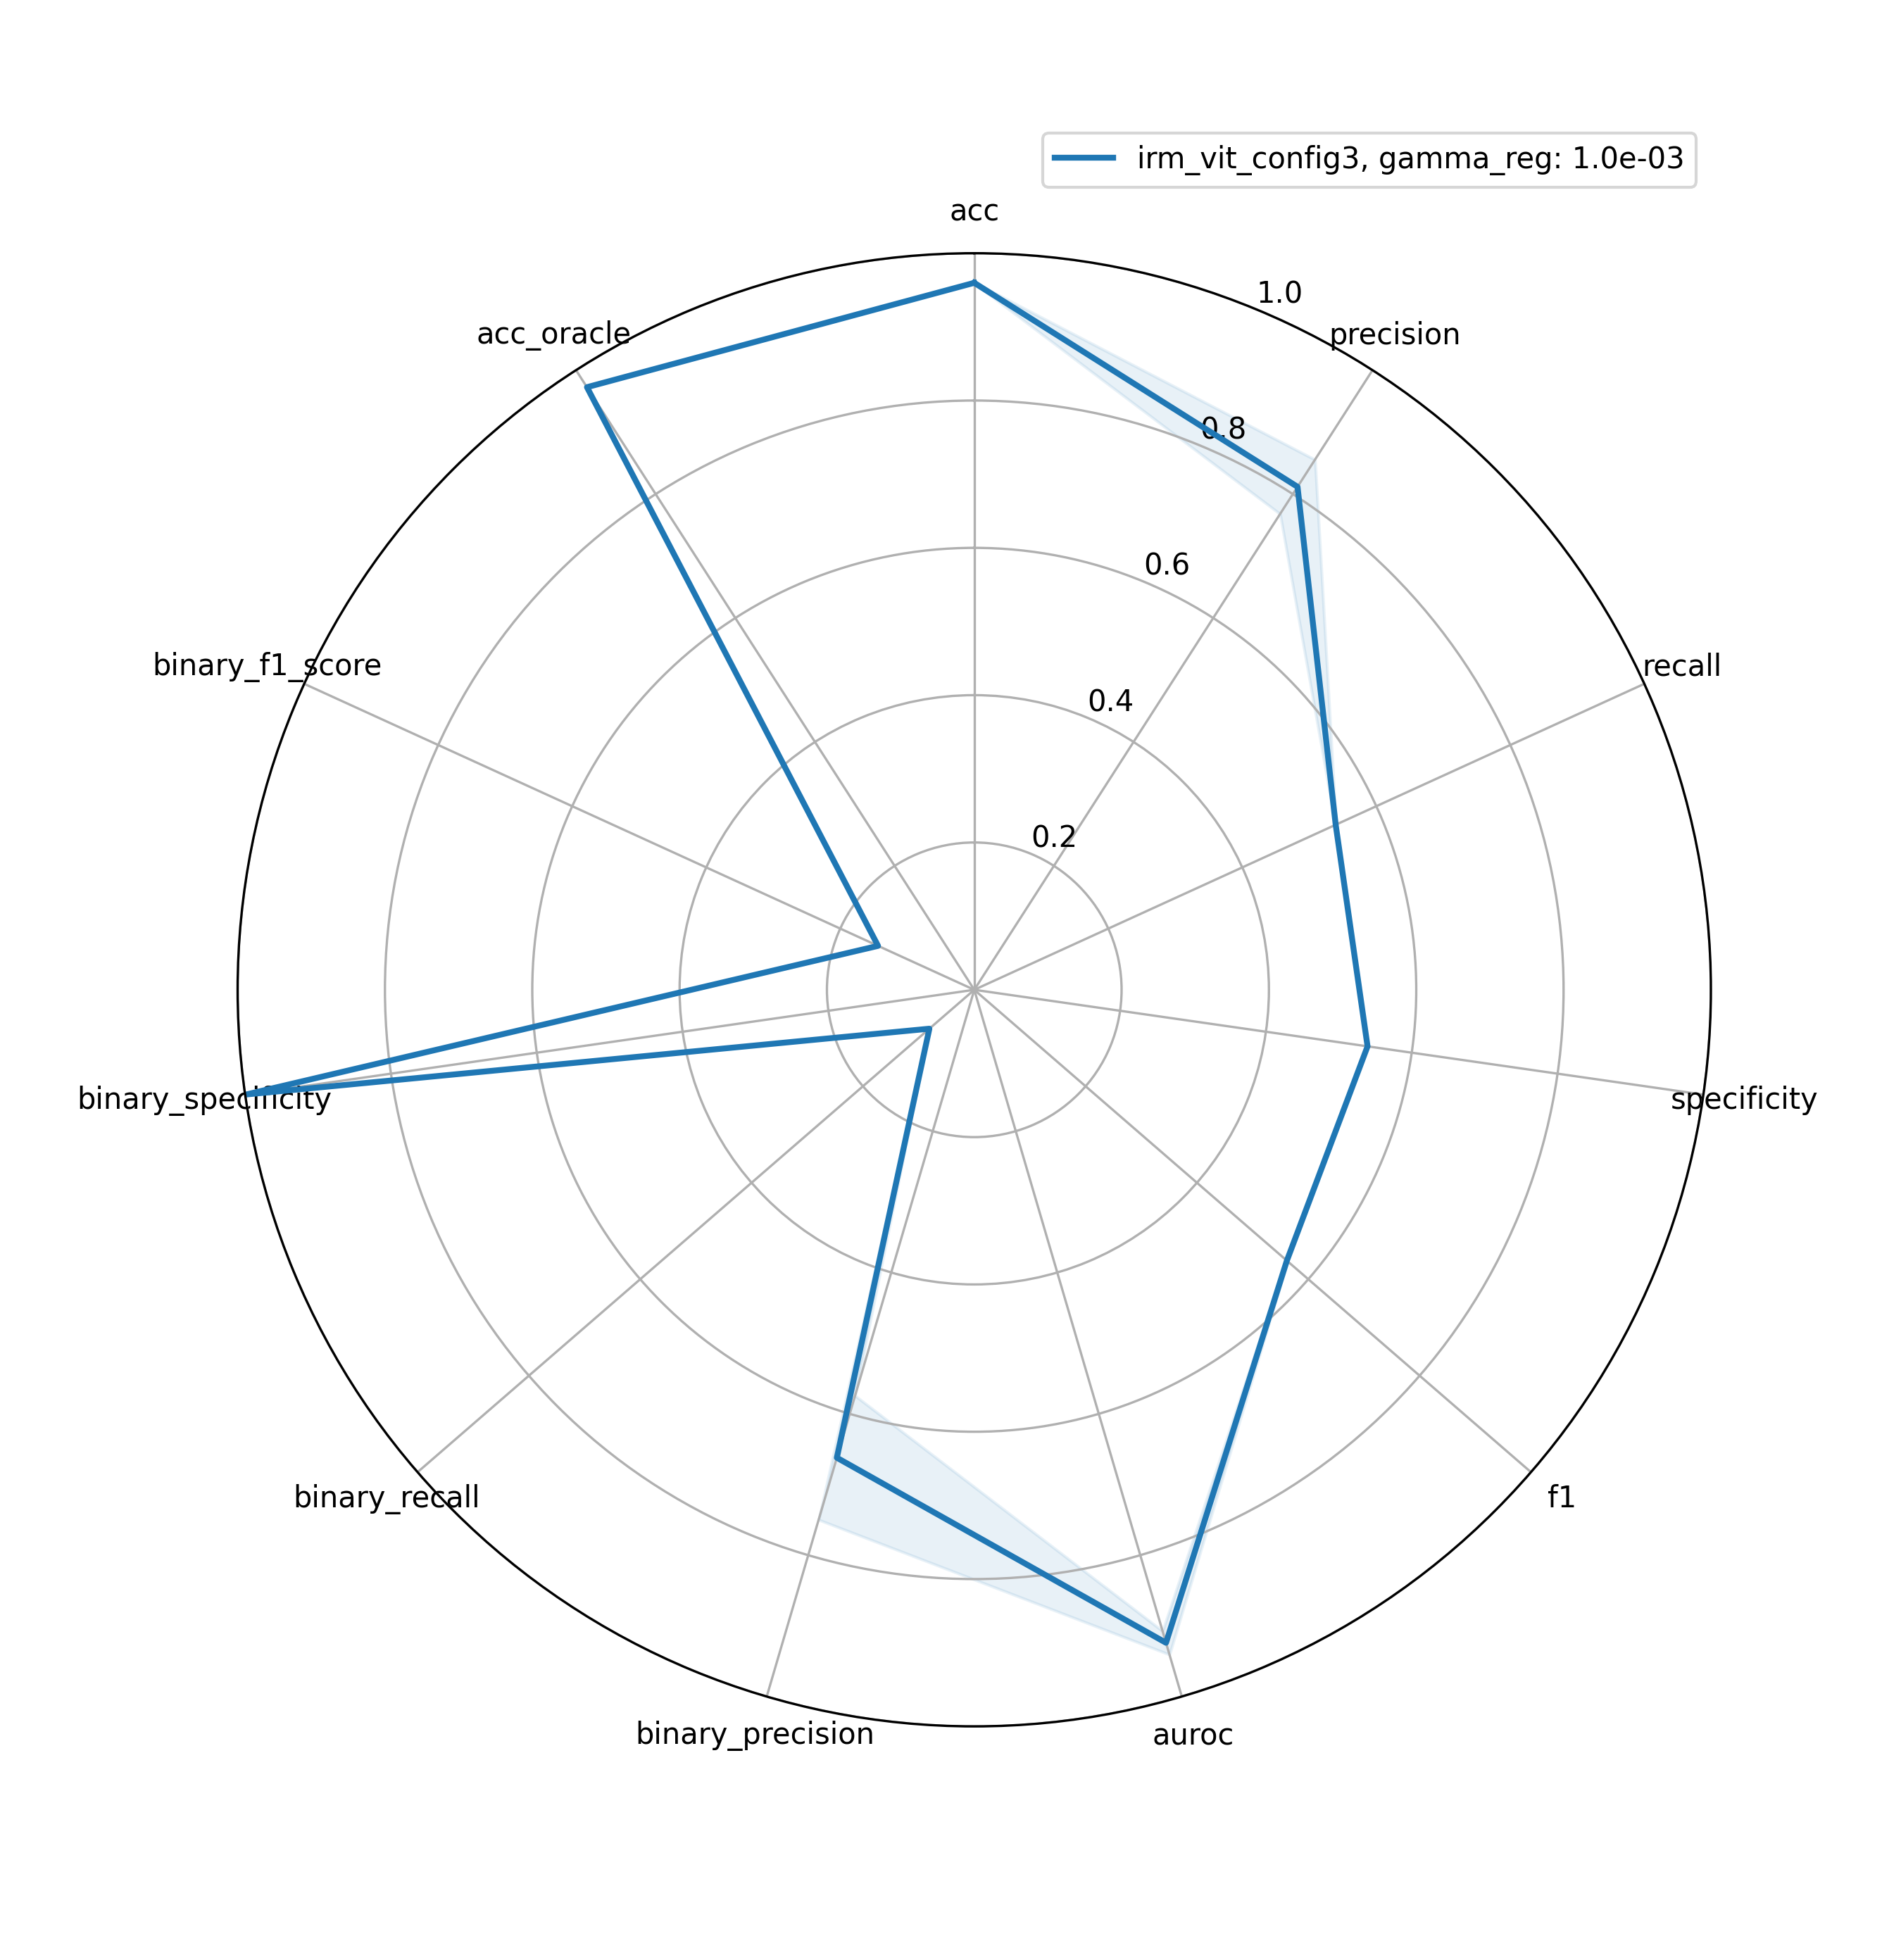 irm_vit_config3, gamma_reg: 1.0e-03
acc
1.0
acc_oracle
precision
0.8
0.6
binary_f1_score
recall
0.4
0.2
binary_specificity
specificity
binary_recall
f1
binary_precision
auroc